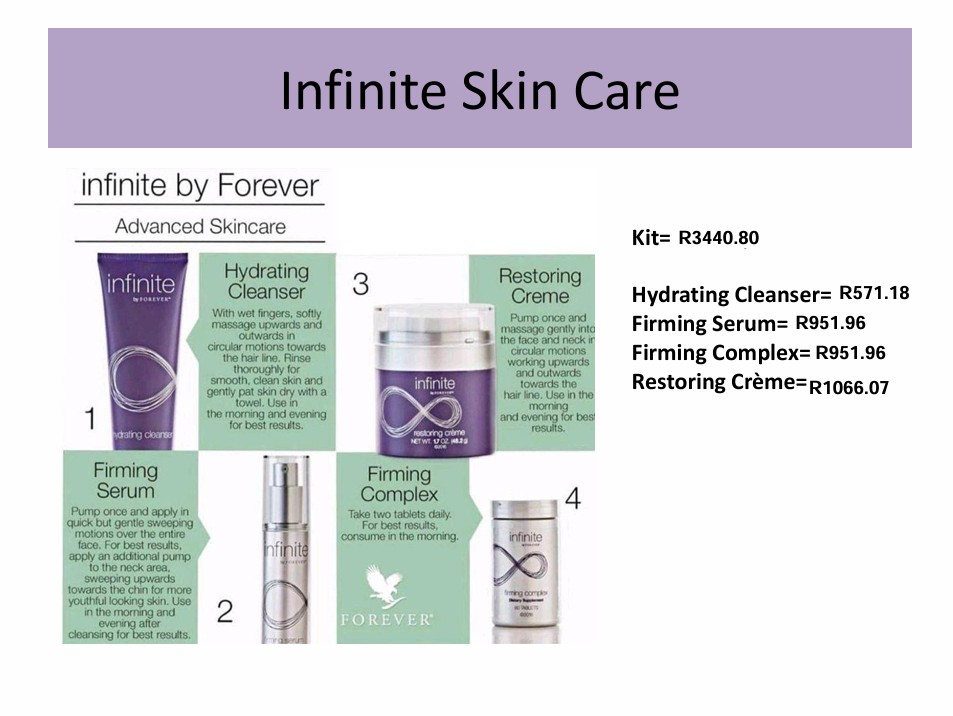 Infinite Skin Care
infinite by Forever
Advanced Skincare
infinite
by FOREVER™
hydrating cleanser
1
Hydrating
Cleanser
With wet fingers, softly
massage upwards and
outwards in
circular motions towards
the hair line. Rinse
thoroughly for
smooth, clean skin and
gently pat skin dry with a
towel. Use in
the morning and evening
for best results.
Firming
Serum
Pump once and apply in
quick but gentle sweeping
motions over the entire
face. For best results,
apply an additional pump
to the neck area,
sweeping upwards
towards the chin for more
youthful looking skin. Use
in the morning and
evening after
cleansing for best results.
2
infinite
by FOREVER™
ming serum
3
infinite
by FOREVER™
restoring crème
NET WT. 1.7 OZ. (48.2 g)
Restoring
Creme
Pump once and
massage gently into
the face and neck in
circular motions
working upwards
and outwards
towards the
hair line. Use in the
morning
and evening for best
results.
Firming
Complex
Take two tablets daily.
For best results,
consume in the morning.
FOREVER®
4
infinite
firming complex
Dietary Supplement
60 TABLETS
Kit= R3440.80
Hydrating Cleanser= R571.18
Firming Serum= R951.96
Firming Complex= R951.96
Restoring Crème= R1066.07